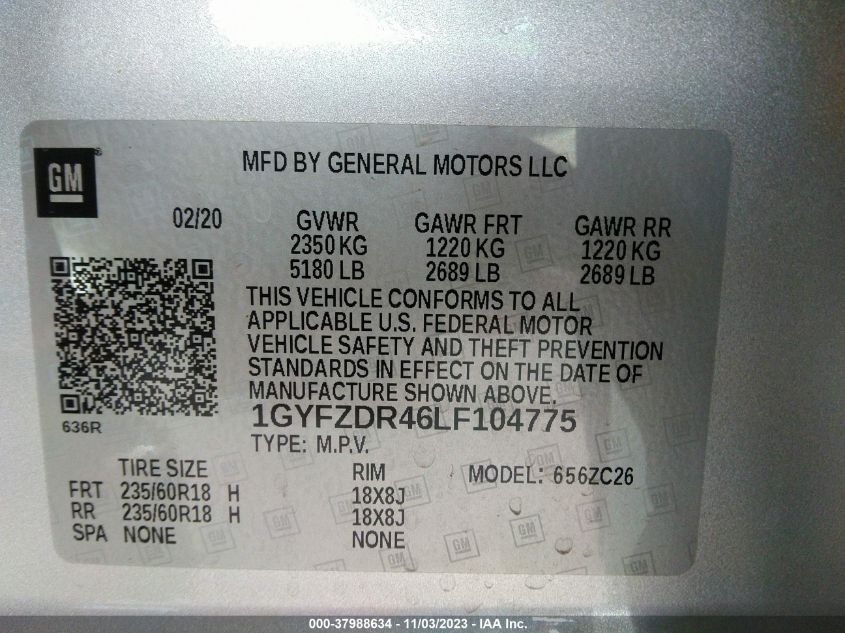 GM
MFD BY GENERAL MOTORS LLC
02/20 GVWR GAWR FRT GAWR RR
2350 KG 1220 KG 1220 KG
5180 LB 2689 LB 2689 LB
THIS VEHICLE CONFORMS TO ALL
APPLICABLE U.S. FEDERAL MOTOR
VEHICLE SAFETY AND THEFT PREVENTION
STANDARDS IN EFFECT ON THE DATE OF
MANUFACTURE SHOWN ABOVE.
636R
1GYFZDR46LF104775
TYPE: M.P.V.
TIRE SIZE RIM MODEL: 656ZC26
FRT 235/60R18 H 18X8J
RR 235/60R18 H 18X8J
SPA NONE NONE
000-37988634 - 11/03/2023 - IAA Inc.